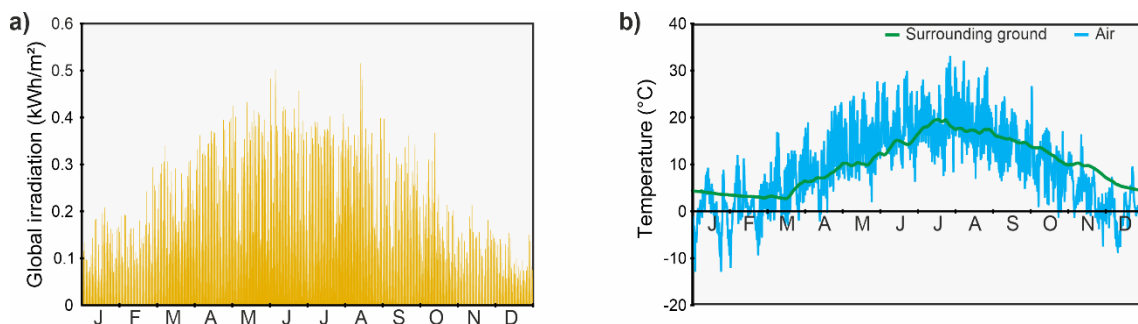 a)
Global irradiation (kWh/m²)
0.6
0.5
0.4
0.3
0.2
0.1
0
J F M A M J J A S O N D
b)
Surrounding ground Air
Temperature (°C)
40
30
20
10
0
-10
-20
J F M A M J J A S O N D